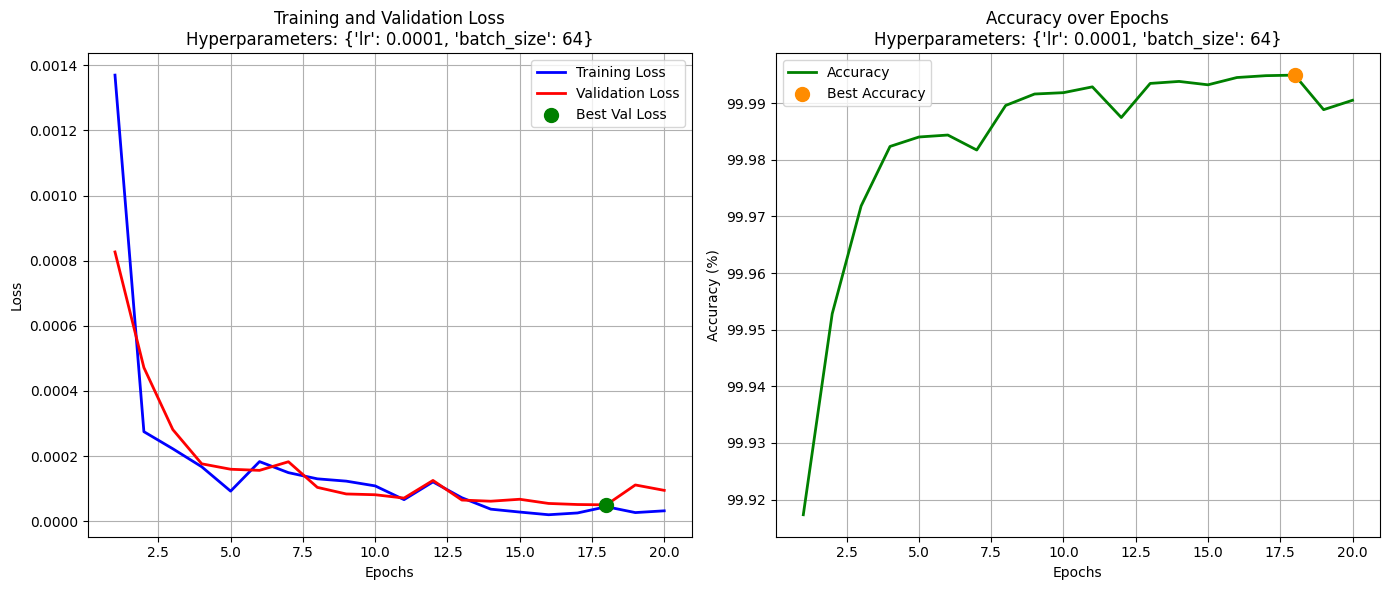 Training and Validation Loss
Hyperparameters: {'lr': 0.0001, 'batch_size': 64}
0.0014
0.0012
0.0010
0.0008
0.0006
0.0004
0.0002
0.0000
Loss
Training Loss
Validation Loss
Best Val Loss
2.5 5.0 7.5 10.0 12.5 15.0 17.5 20.0
Epochs
Accuracy over Epochs
Hyperparameters: {'lr': 0.0001, 'batch_size': 64}
Accuracy
Best Accuracy
99.99
99.98
99.97
99.96
99.95
99.94
99.93
99.92
Accuracy (%)
2.5 5.0 7.5 10.0 12.5 15.0 17.5 20.0
Epochs